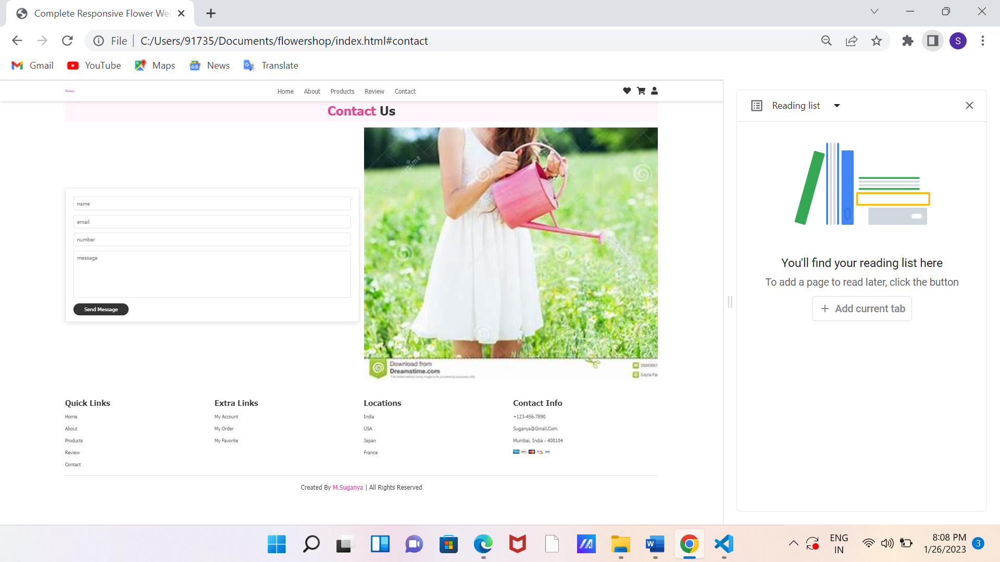 Complete Responsive Flower We
File
C:/Users/91735/Documents/flowershop/index.html#contact
S
Gmail
YouTube
Maps
News
Translate
Flower.
Home
About
Products
Review
Contact
Contact Us
name
email
number
message
Send Message
Download from
Dreamstime.com
Quick Links
Home
About
Products
Review
Contact
Extra Links
My Account
My Order
My Favorite
Locations
India
USA
Japan
France
Contact Info
+123-456-7890
Suganya@Gmail.Com
Mumbai, India - 400104
Created By M.Suganya | All Rights Reserved
Reading list
You'll find your reading list here
To add a page to read later, click the button
+ Add current tab
ENG
IN
8:08 PM
1/26/2023
3